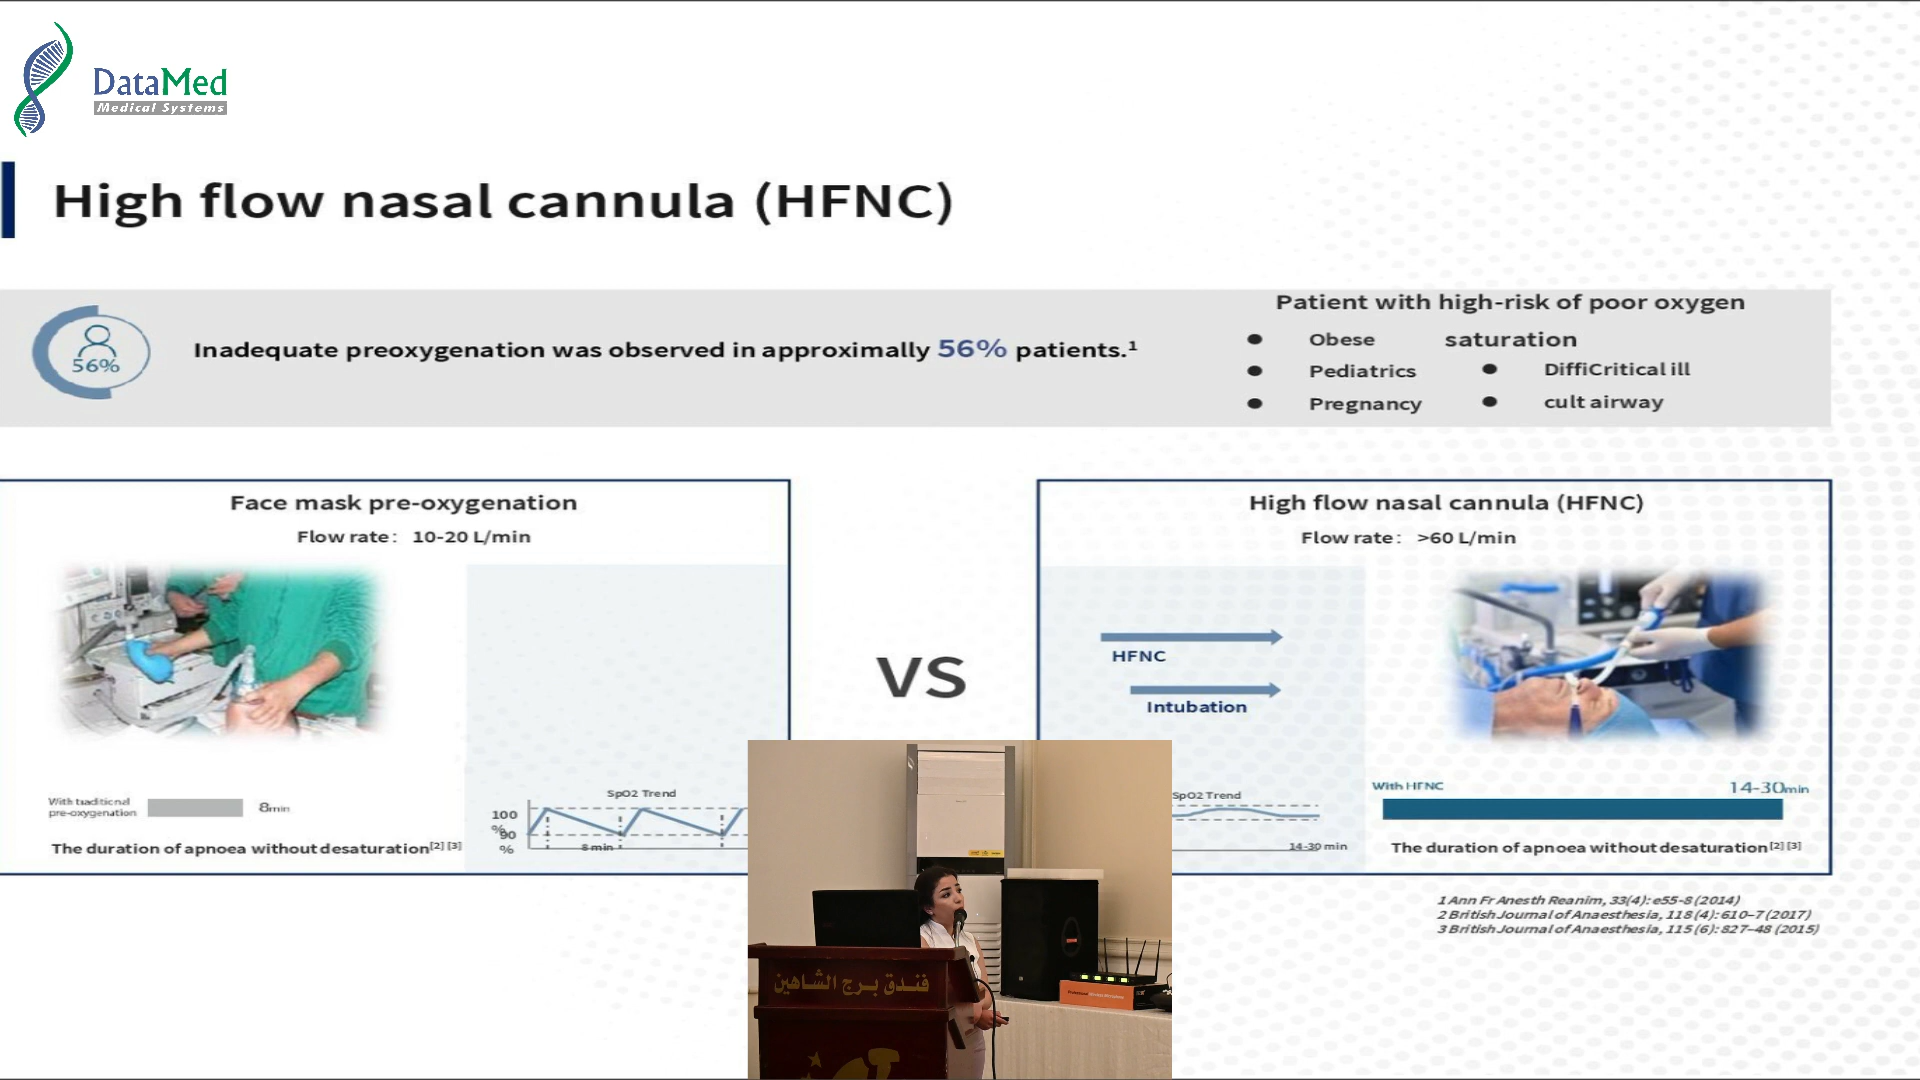 DataMed
Medical Systems
High flow nasal cannula (HFNC)
56%
Inadequate preoxygenation was observed in approximally 56% patients.1
Patient with high-risk of poor oxygen
saturation
Obese
Pediatrics
Pregnancy
DiffiCritical ill
cult airway
Face mask pre-oxygenation
Flow rate: 10-20 L/min
With traditional
pre-oxygenation
8min
The duration of apnoea without desaturation[2] [3]
SpO2 Trend
100
%
90
%
8 min
VS
High flow nasal cannula (HFNC)
Flow rate: >60 L/min
HFNC
Intubation
SpO2 Trend
14-30 min
With HFNC
14-30min
The duration of apnoea without desaturation[2] [3]
1 Ann Fr Anesth Reanim, 33(4): e55-8 (2014)
2 British Journal of Anaesthesia, 118 (4): 610–7 (2017)
3 British Journal of Anaesthesia, 115 (6): 827–48 (2015)
فندق برج الشاهين